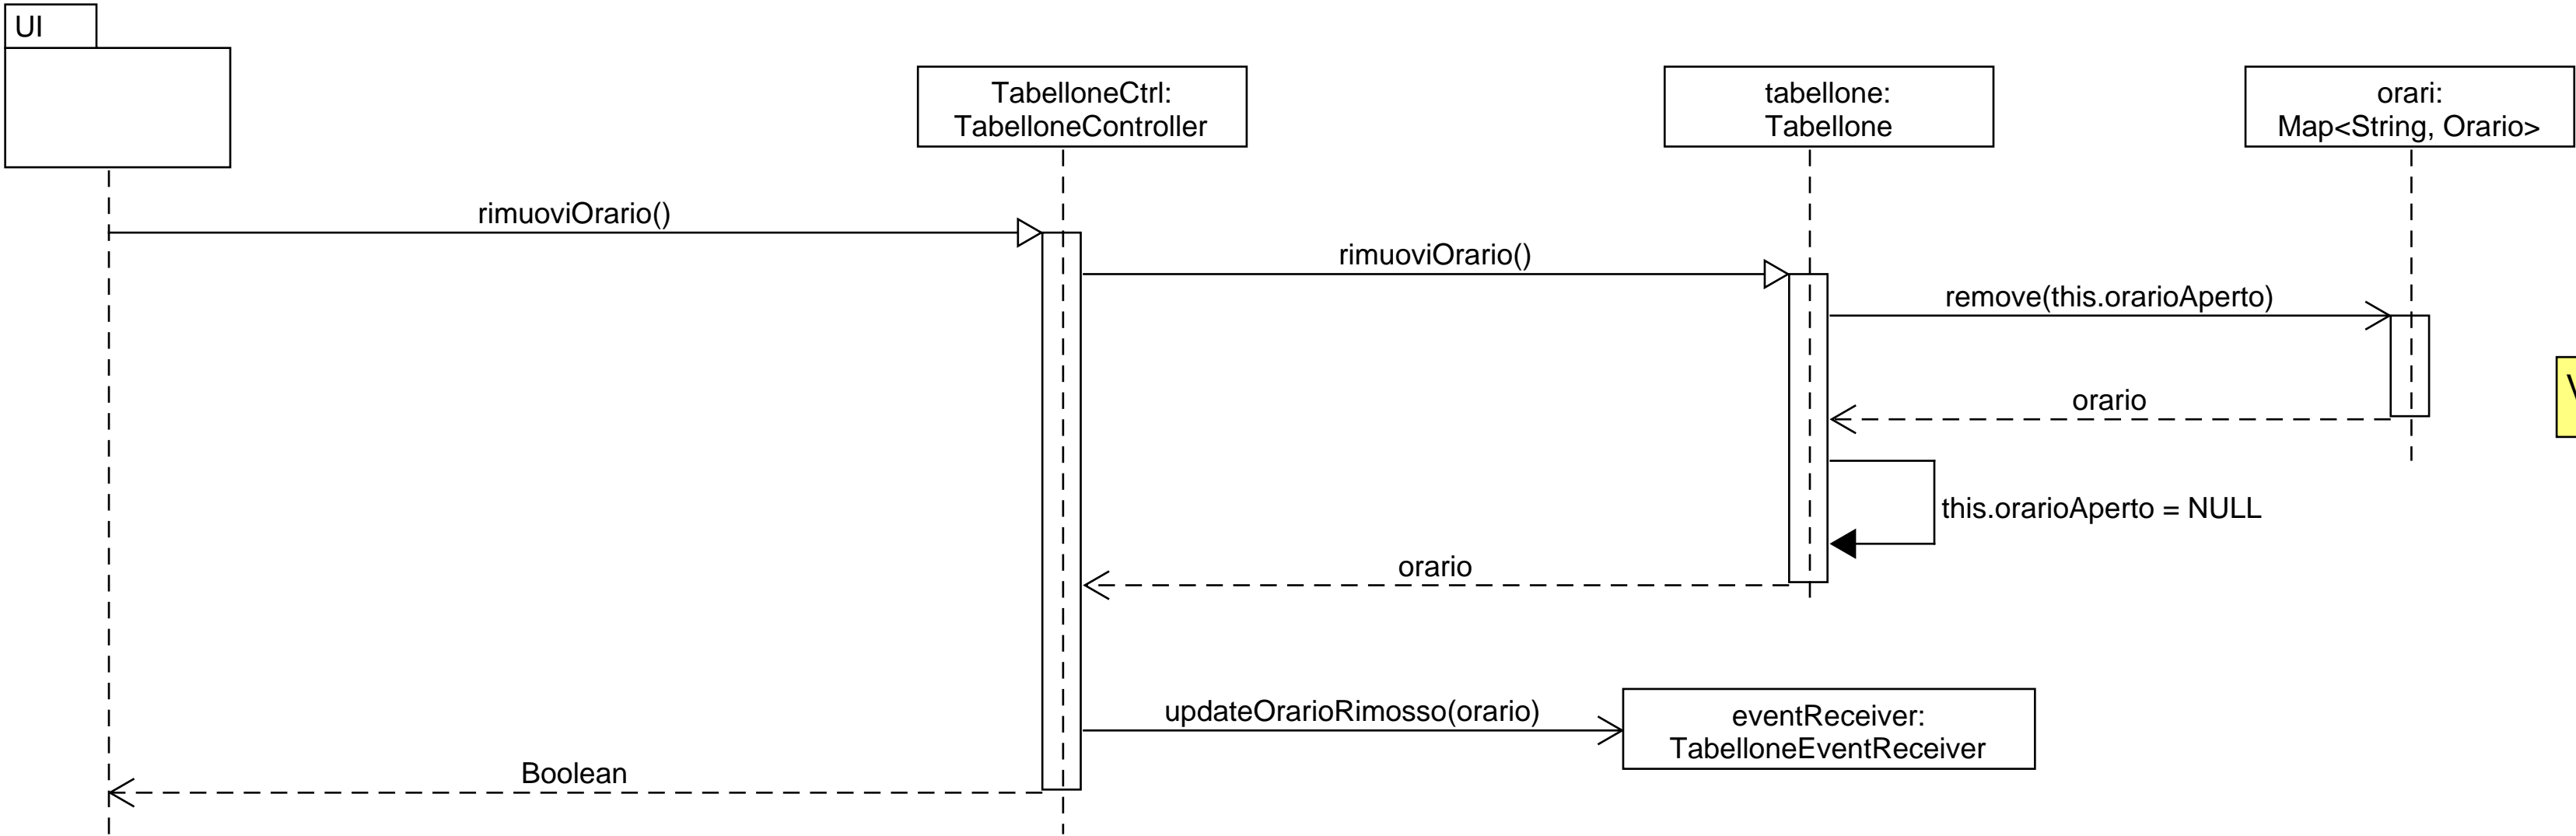 UI
TabelloneCtrl:
TabelloneController
tabellone:
Tabellone
orari:
Map<String, Orario>
rimuoviOrario()
rimuoviOrario()
remove(this.orarioAperto)
orario
this.orarioAperto = NULL
orario
updateOrarioRimosso(orario)
eventReceiver:
TabelloneEventReceiver
Boolean